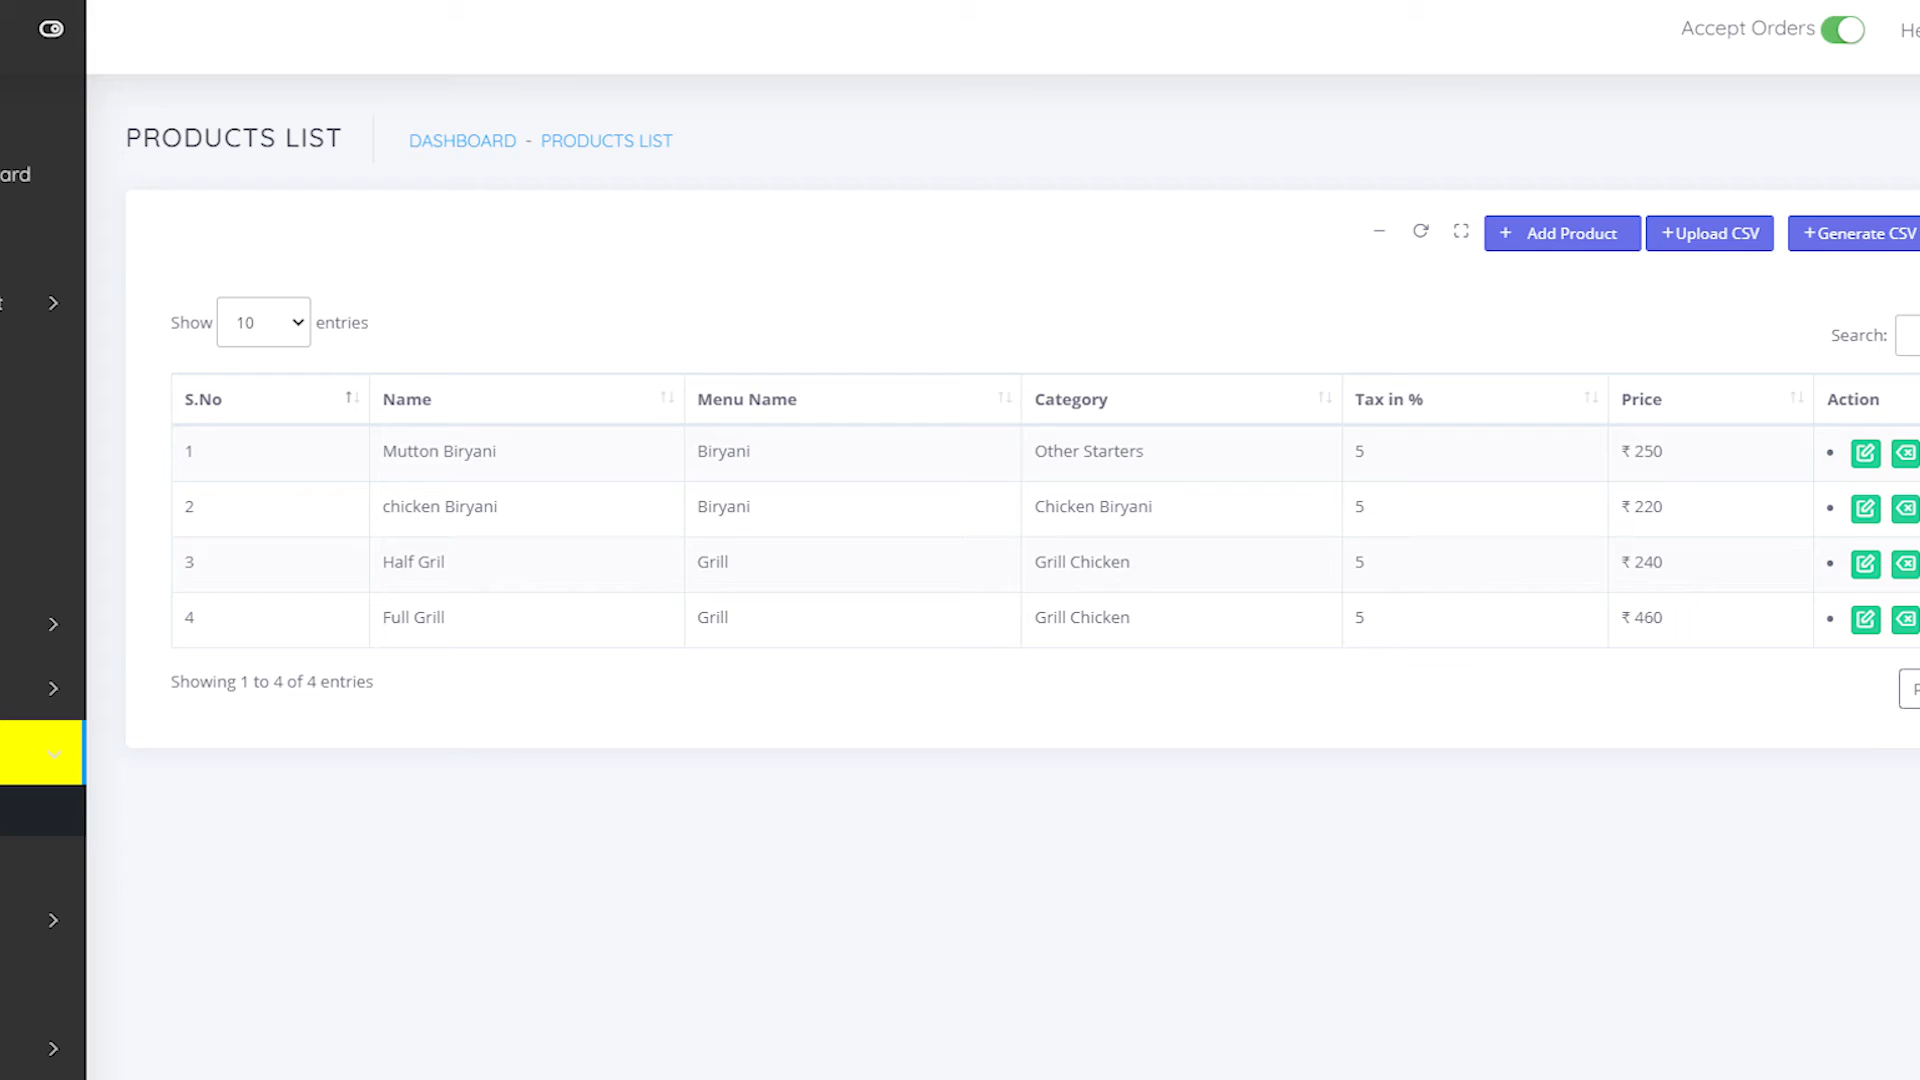 Accept Orders He
PRODUCTS LIST
DASHBOARD - PRODUCTS LIST
ard
+ Add Product
+Upload CSV
+Generate CSV
Show 10 entries
Search:
S.No Name Menu Name Category Tax in % Price Action
1 Mutton Biryani Biryani Other Starters 5 ₹ 250
2 chicken Biryani Biryani Chicken Biryani 5 ₹ 220
3 Half Gril Grill Grill Chicken 5 ₹ 240
4 Full Grill Grill Grill Chicken 5 ₹ 460
Showing 1 to 4 of 4 entries